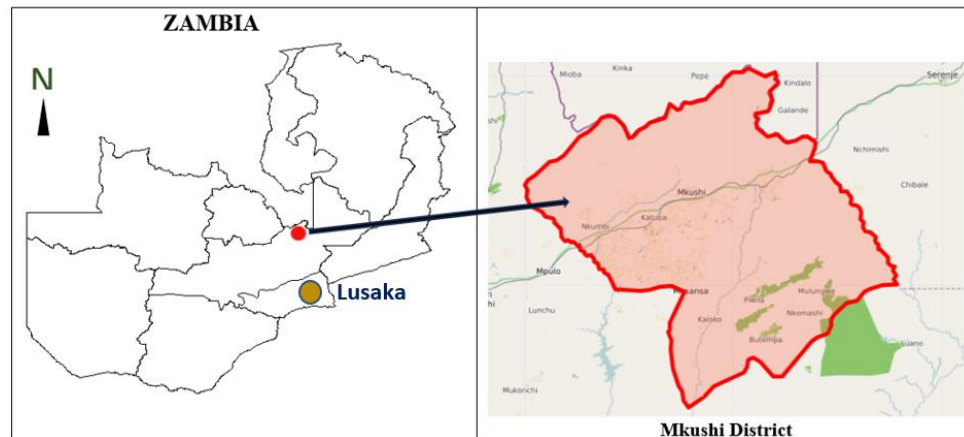 ZAMBIA
N
Lusaka
Kinka
Pepe
Mioba
Kindalo
Serenje
Galande
Nchimishi
Chibale
Mkushi
Katuba
Nkumbi
Mpulo
Mulungwe
Lunchu
Kaloko
Nkomashi
Butempa
Luano
Mukorichi
Mkushi District